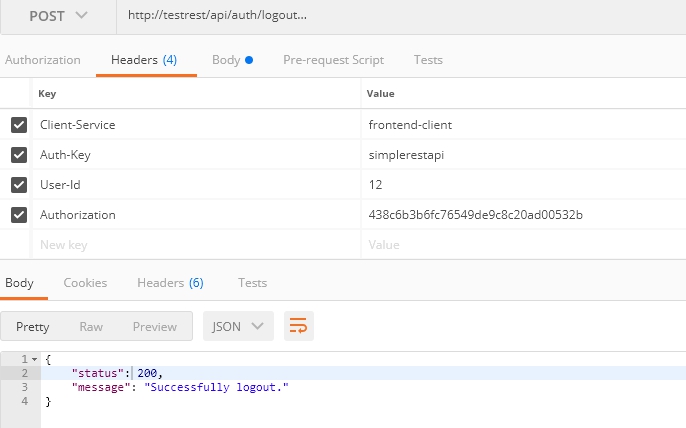 POST http://testrest/api/auth/logout...
Authorization Headers (4) Body Pre-request Script Tests
Key Value
Client-Service frontend-client
Auth-Key simplerestapi
User-Id 12
Authorization 438c6b3b6fc76549de9c8c20ad00532b
New key Value
Body Cookies Headers (6) Tests
Pretty Raw Preview JSON
1 {
2 "status": 200,
3 "message": "Successfully logout."
4 }